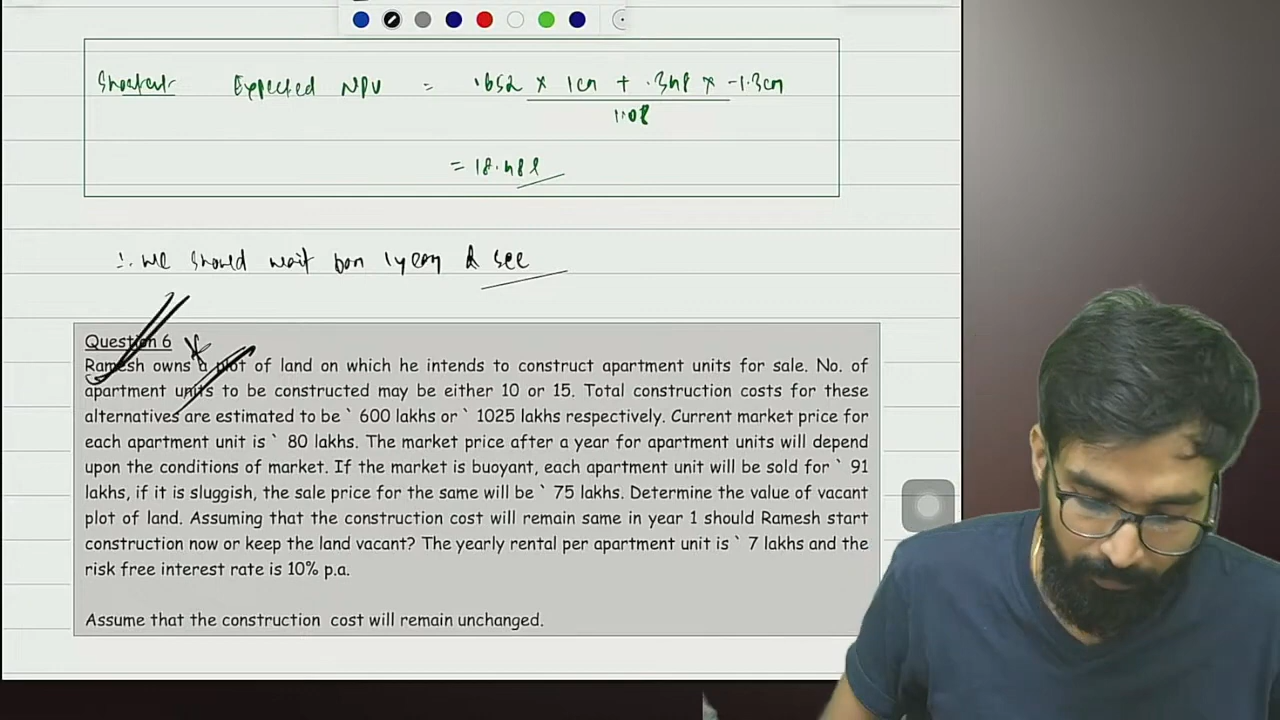 Shortcut Expected NPV = .652 × 1cr + .348 × -1.3cr
1.08
= 18.48l
∴ we should wait for 1 year & see
Question 6
Ramesh owns a plot of land on which he intends to construct apartment units for sale. No. of
apartment units to be constructed may be either 10 or 15. Total construction costs for these
alternatives are estimated to be ` 600 lakhs or ` 1025 lakhs respectively. Current market price for
each apartment unit is ` 80 lakhs. The market price after a year for apartment units will depend
upon the conditions of market. If the market is buoyant, each apartment unit will be sold for ` 91
lakhs, if it is sluggish, the sale price for the same will be ` 75 lakhs. Determine the value of vacant
plot of land. Assuming that the construction cost will remain same in year 1 should Ramesh start
construction now or keep the land vacant? The yearly rental per apartment unit is ` 7 lakhs and the
risk free interest rate is 10% p.a.
Assume that the construction cost will remain unchanged.